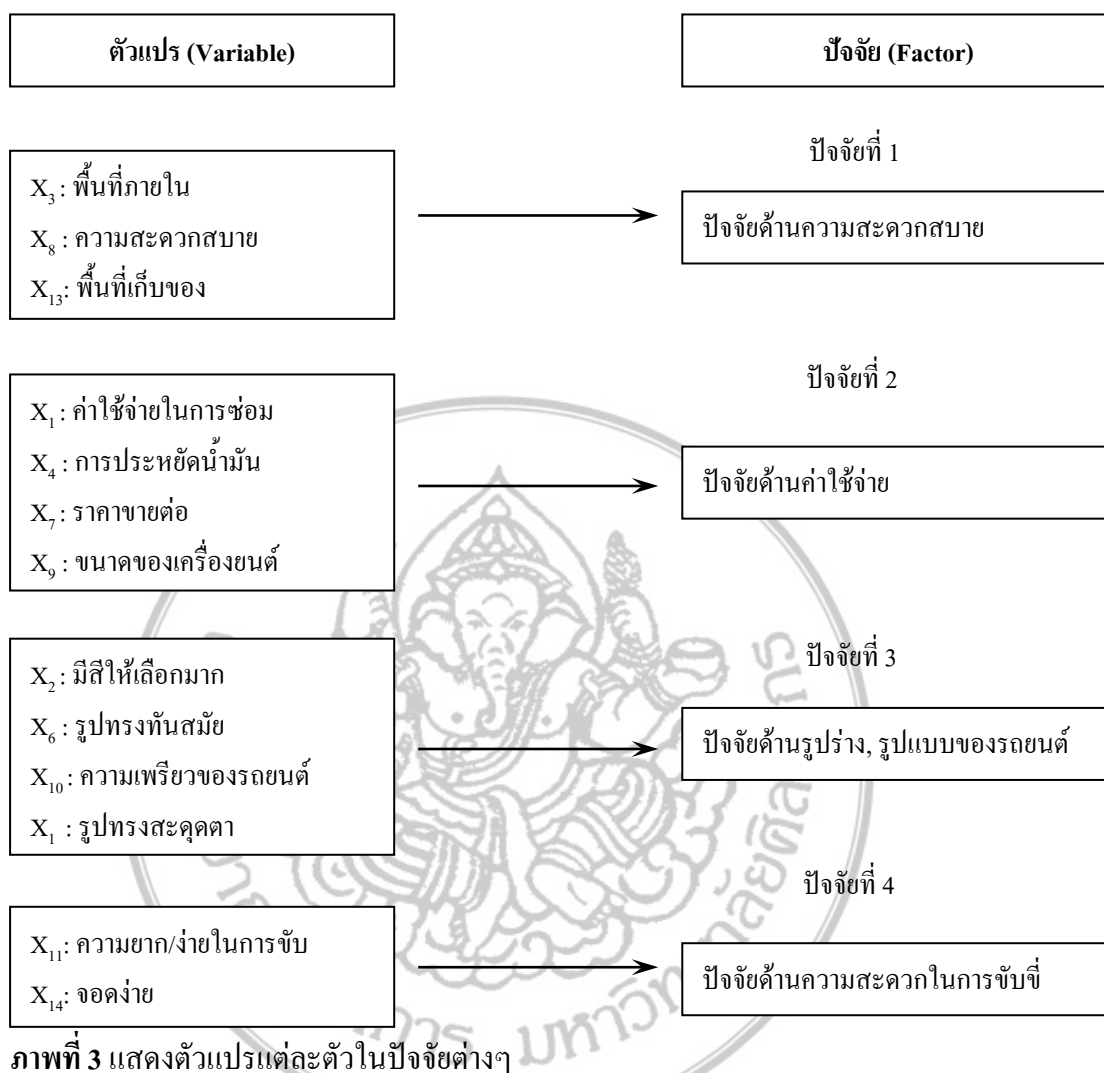 ตัวแปร (Variable)
ปัจจัย (Factor)
ปัจจัยที่ 1
X₃ : พื้นที่ภายใน
X₈ : ความสะดวกสบาย
X₁₃: พื้นที่เก็บของ
ปัจจัยด้านความสะดวกสบาย
ปัจจัยที่ 2
X₁ : ค่าใช้จ่ายในการซ่อม
X₄ : การประหยัดน้ำมัน
X₇ : ราคาขายต่อ
X₉ : ขนาดของเครื่องยนต์
ปัจจัยด้านค่าใช้จ่าย
ปัจจัยที่ 3
X₂ : มีสีให้เลือกมาก
X₆ : รูปทรงทันสมัย
X₁₀ : ความเพรียวของรถยนต์
X₁ : รูปทรงสะดุดตา
ปัจจัยด้านรูปร่าง, รูปแบบของรถยนต์
ปัจจัยที่ 4
X₁₁: ความยาก/ง่ายในการขับ
X₁₄: จอดง่าย
ปัจจัยด้านความสะดวกในการขับขี่
ภาพที่ 3 แสดงตัวแปรแต่ละตัวในปัจจัยต่างๆ